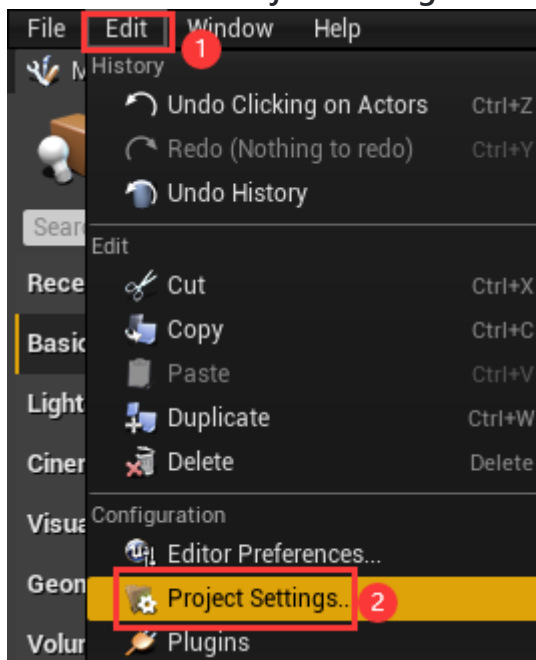 File Edit Window Help
1
History
Undo Clicking on Actors Ctrl+Z
Redo (Nothing to redo) Ctrl+Y
Undo History
Sear
Edit
Rece
Cut Ctrl+X
Basic
Copy Ctrl+C
Paste Ctrl+V
Light
Duplicate Ctrl+W
Ciner
Delete Delete
Visua
Configuration
Editor Preferences...
Geon
Project Settings.. 2
Volur
Plugins